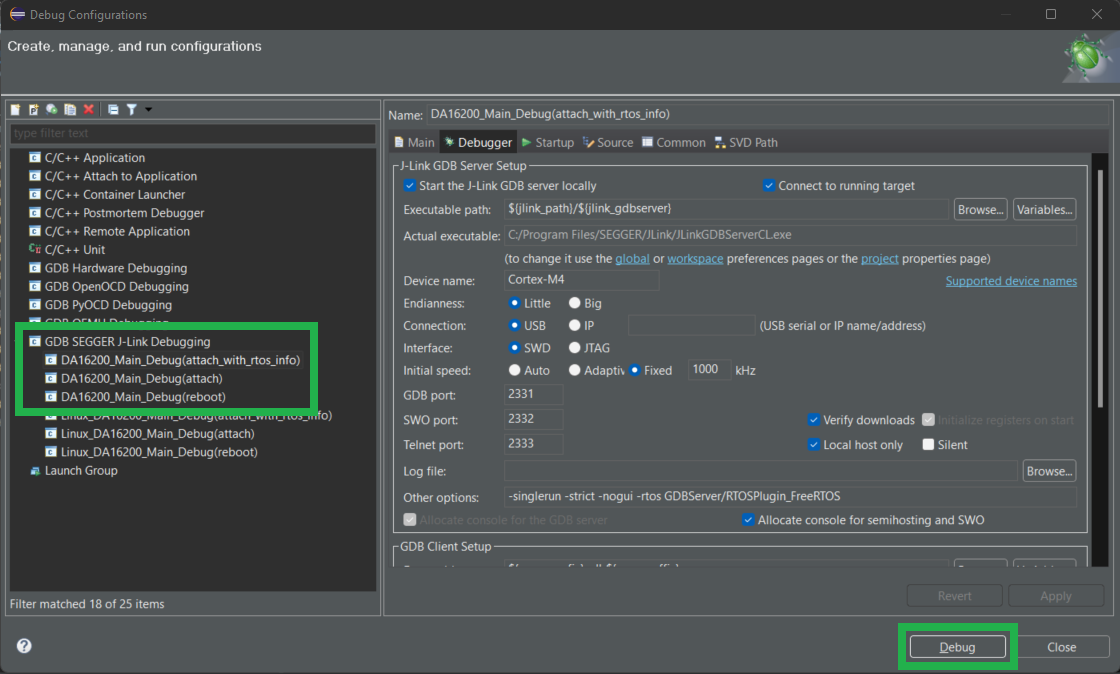 Debug Configurations
Create, manage, and run configurations
type filter text
C/C++ Application
C/C++ Attach to Application
C/C++ Container Launcher
C/C++ Postmortem Debugger
C/C++ Remote Application
C/C++ Unit
GDB Hardware Debugging
GDB OpenOCD Debugging
GDB PyOCD Debugging
GDB QEMU Debugging
GDB SEGGER J-Link Debugging
DA16200_Main_Debug(attach_with_rtos_info)
DA16200_Main_Debug(attach)
DA16200_Main_Debug(reboot)
Linux_DA16200_Main_Debug(attach_with_rtos_info)
Linux_DA16200_Main_Debug(attach)
Linux_DA16200_Main_Debug(reboot)
Launch Group
Filter matched 18 of 25 items
Name: DA16200_Main_Debug(attach_with_rtos_info)
Main Debugger Startup Source Common SVD Path
J-Link GDB Server Setup
Start the J-Link GDB server locally Connect to running target
Executable path: ${jlink_path}/${jlink_gdbserver} Browse... Variables...
Actual executable: C:/Program Files/SEGGER/JLink/JLinkGDBServerCL.exe
(to change it use the global or workspace preferences pages or the project properties page)
Device name: Cortex-M4 Supported device names
Endianness: Little Big
Connection: USB IP (USB serial or IP name/address)
Interface: SWD JTAG
Initial speed: Auto Adaptiv Fixed 1000 kHz
GDB port: 2331
SWO port: 2332 Verify downloads Initialize registers on start
Telnet port: 2333 Local host only Silent
Log file: Browse...
Other options: -singlerun -strict -nogui -rtos GDBServer/RTOSPlugin_FreeRTOS
Allocate console for the GDB server Allocate console for semihosting and SWO
GDB Client Setup
Revert Apply
Debug Close